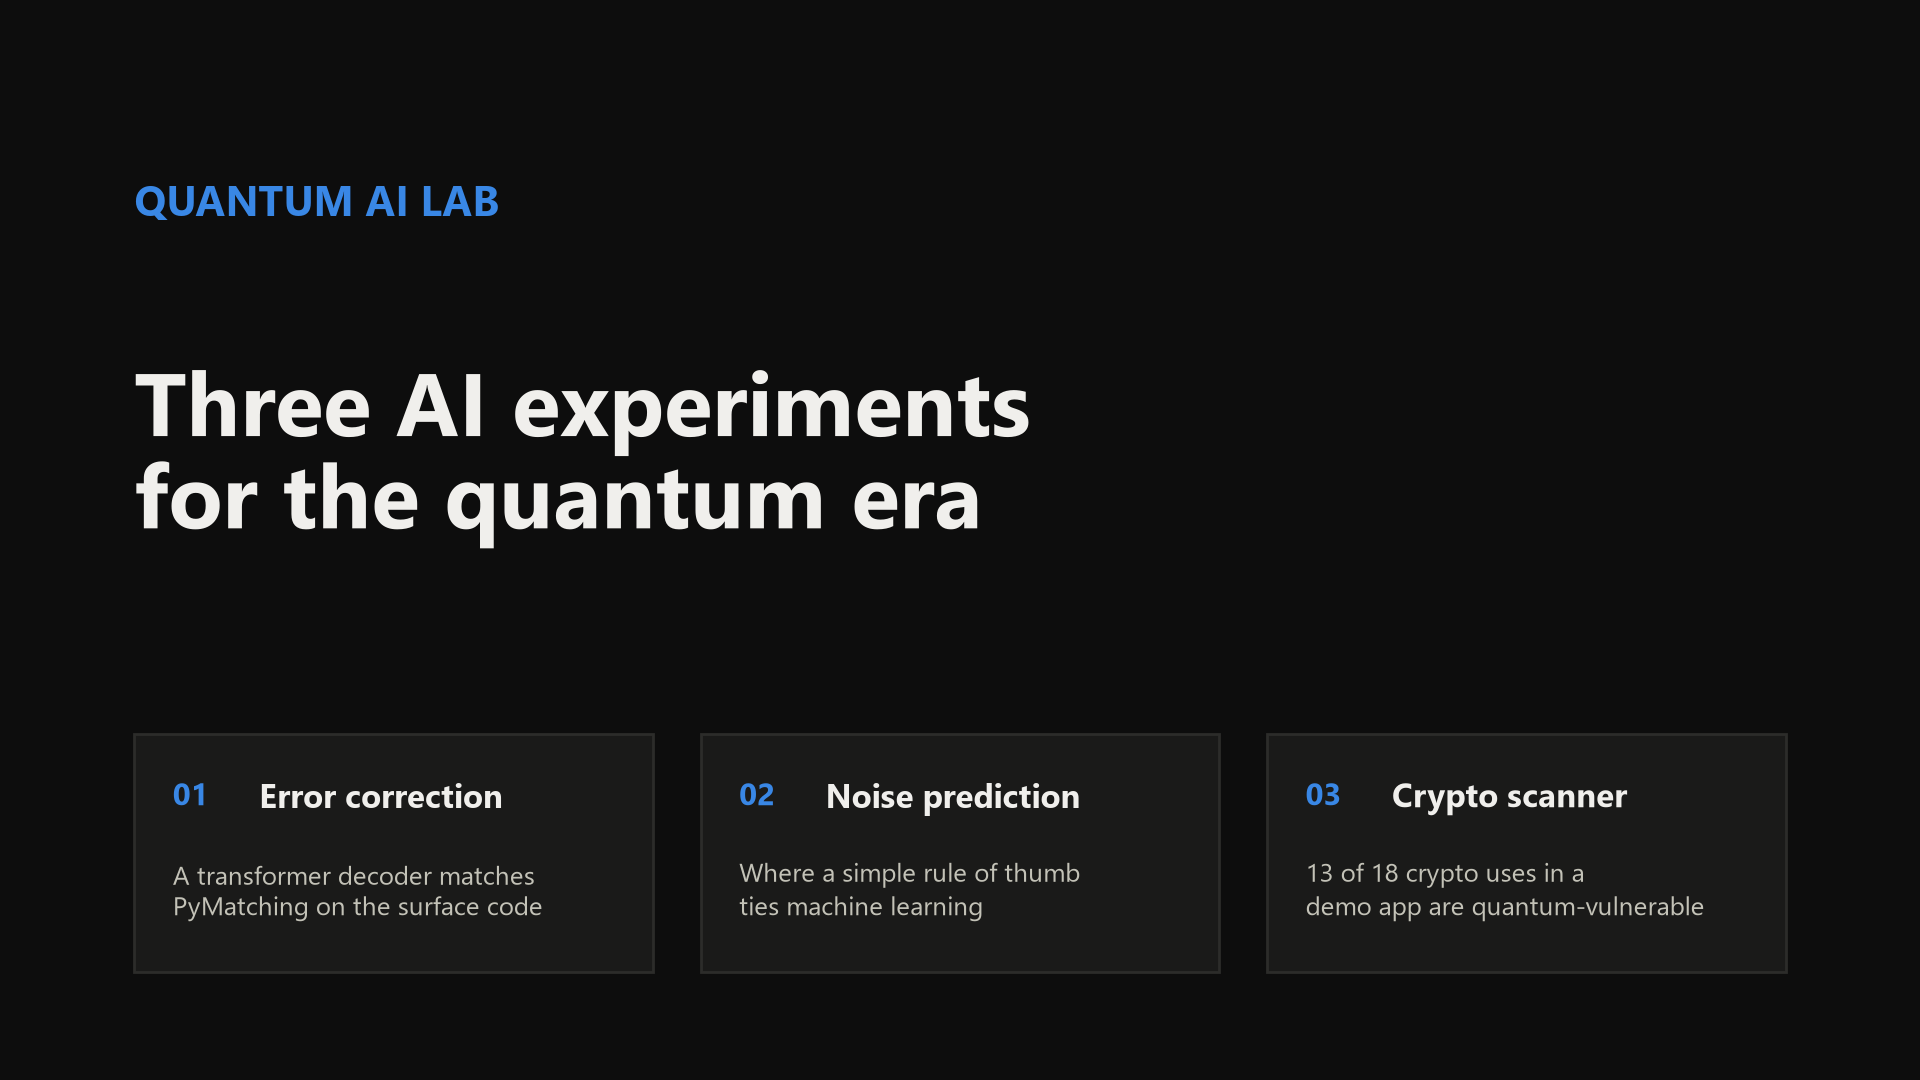 QUANTUM AI LAB
Three AI experiments
for the quantum era
01 Error correction
A transformer decoder matches
PyMatching on the surface code
02 Noise prediction
Where a simple rule of thumb
ties machine learning
03 Crypto scanner
13 of 18 crypto uses in a
demo app are quantum-vulnerable